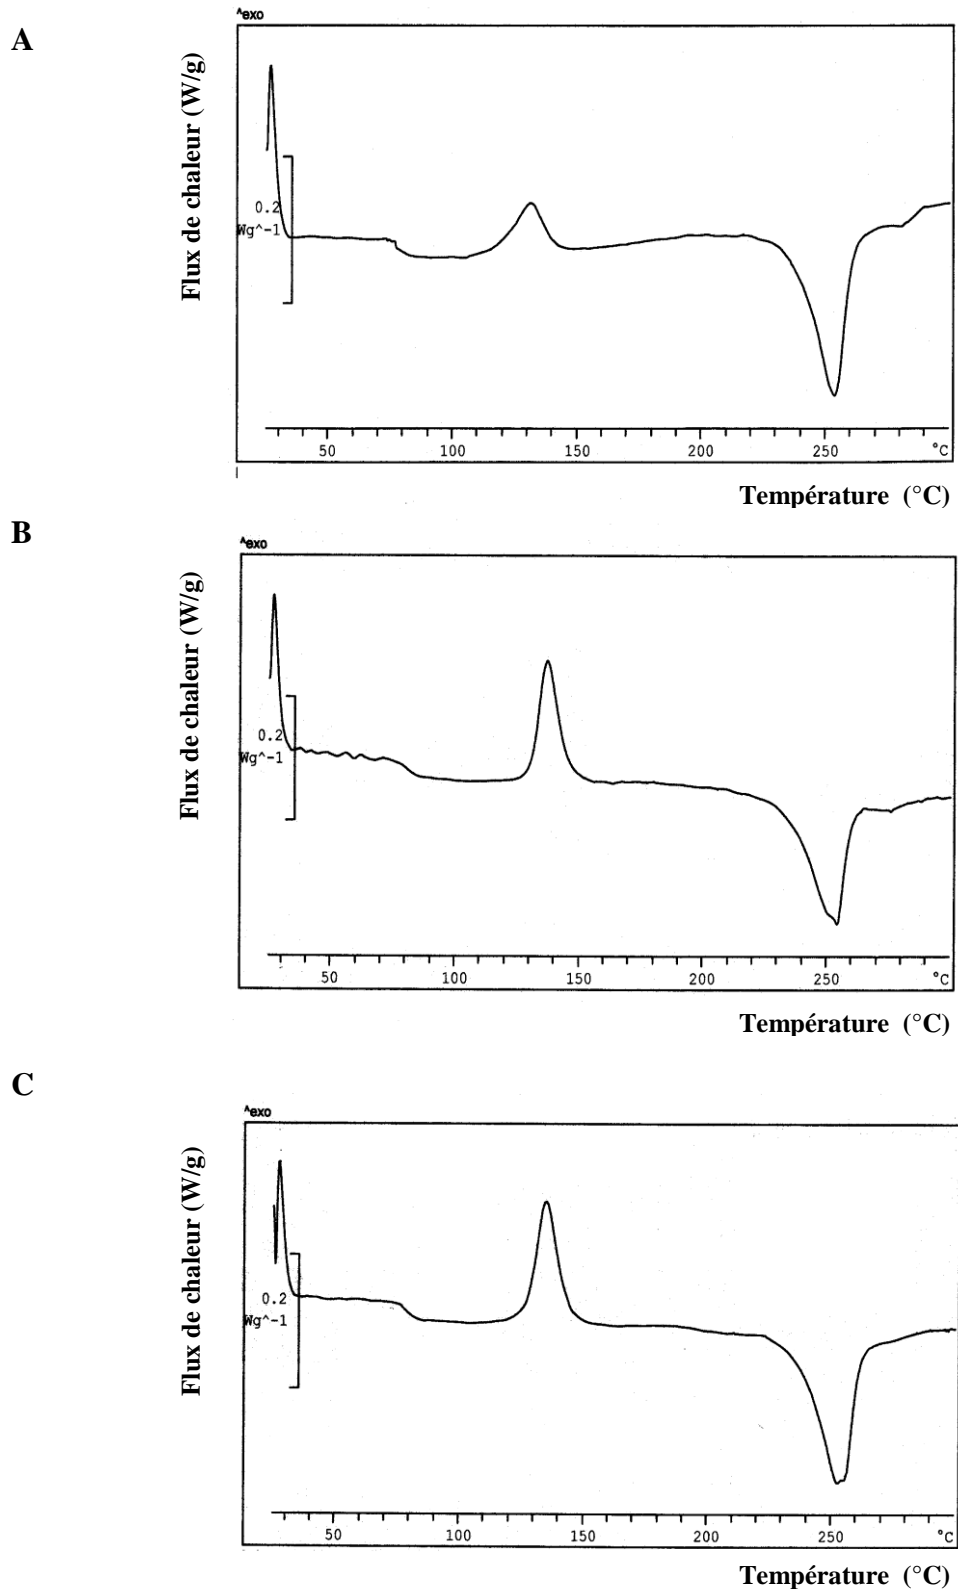 A
^exo
Flux de chaleur (W/g)
0.2
Wg^-1
50 100 150 200 250 °C
Température (°C)
B
^exo
Flux de chaleur (W/g)
0.2
Wg^-1
50 100 150 200 250 °C
Température (°C)
C
^exo
Flux de chaleur (W/g)
0.2
Wg^-1
50 100 150 200 250 °C
Température (°C)